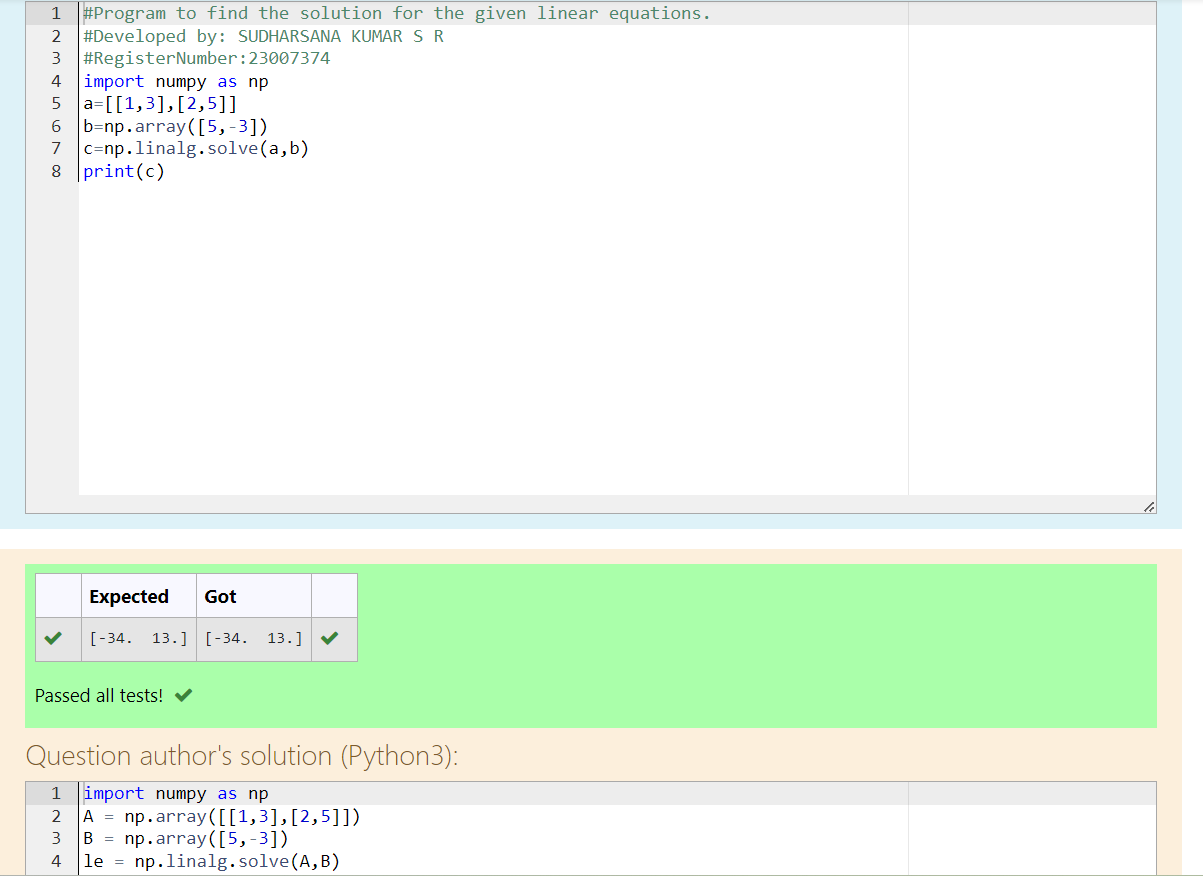 1 #Program to find the solution for the given linear equations.
2 #Developed by: SUDHARSANA KUMAR S R
3 #RegisterNumber:23007374
4 import numpy as np
5 a=[[1,3],[2,5]]
6 b=np.array([5,-3])
7 c=np.linalg.solve(a,b)
8 print(c)
Expected Got
[-34.  13.] [-34.  13.]
Passed all tests!
Question author's solution (Python3):
1 import numpy as np
2 A = np.array([[1,3],[2,5]])
3 B = np.array([5,-3])
4 le = np.linalg.solve(A,B)